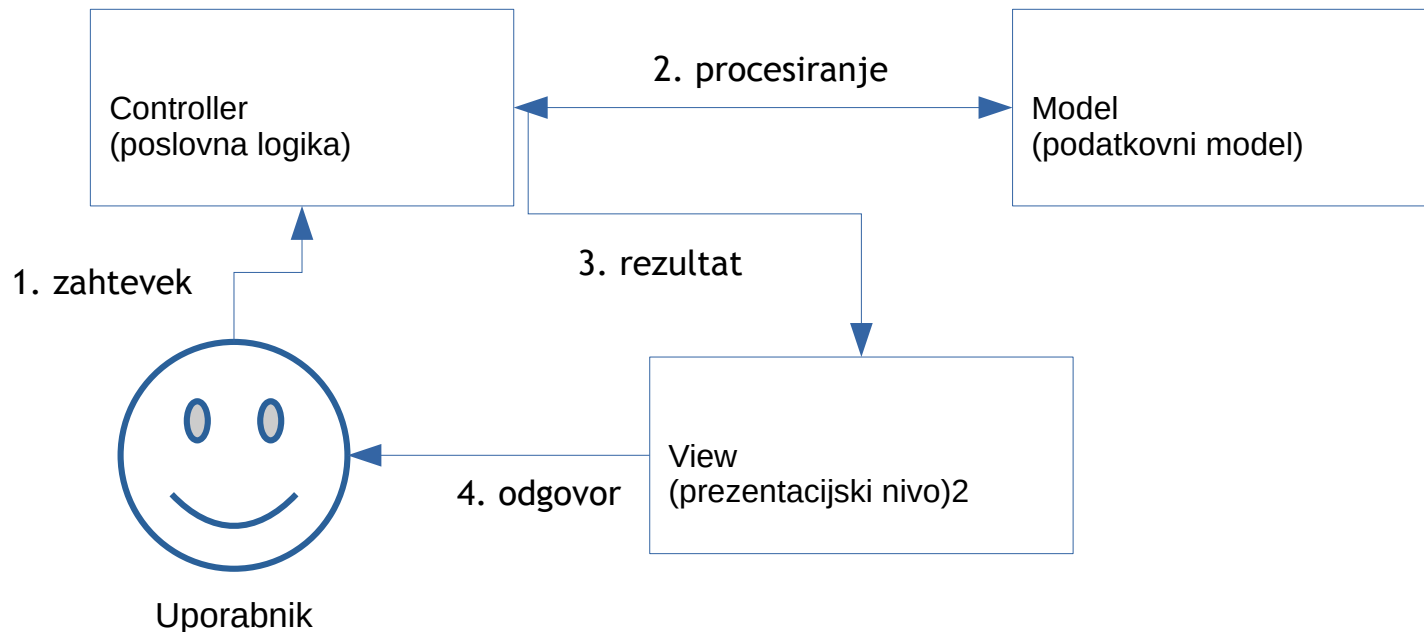 2. procesiranje
Controller
(poslovna logika)
Model
(podatkovni model)
3. rezultat
1. zahtevek
View
(prezentacijski nivo)2
4. odgovor
Uporabnik